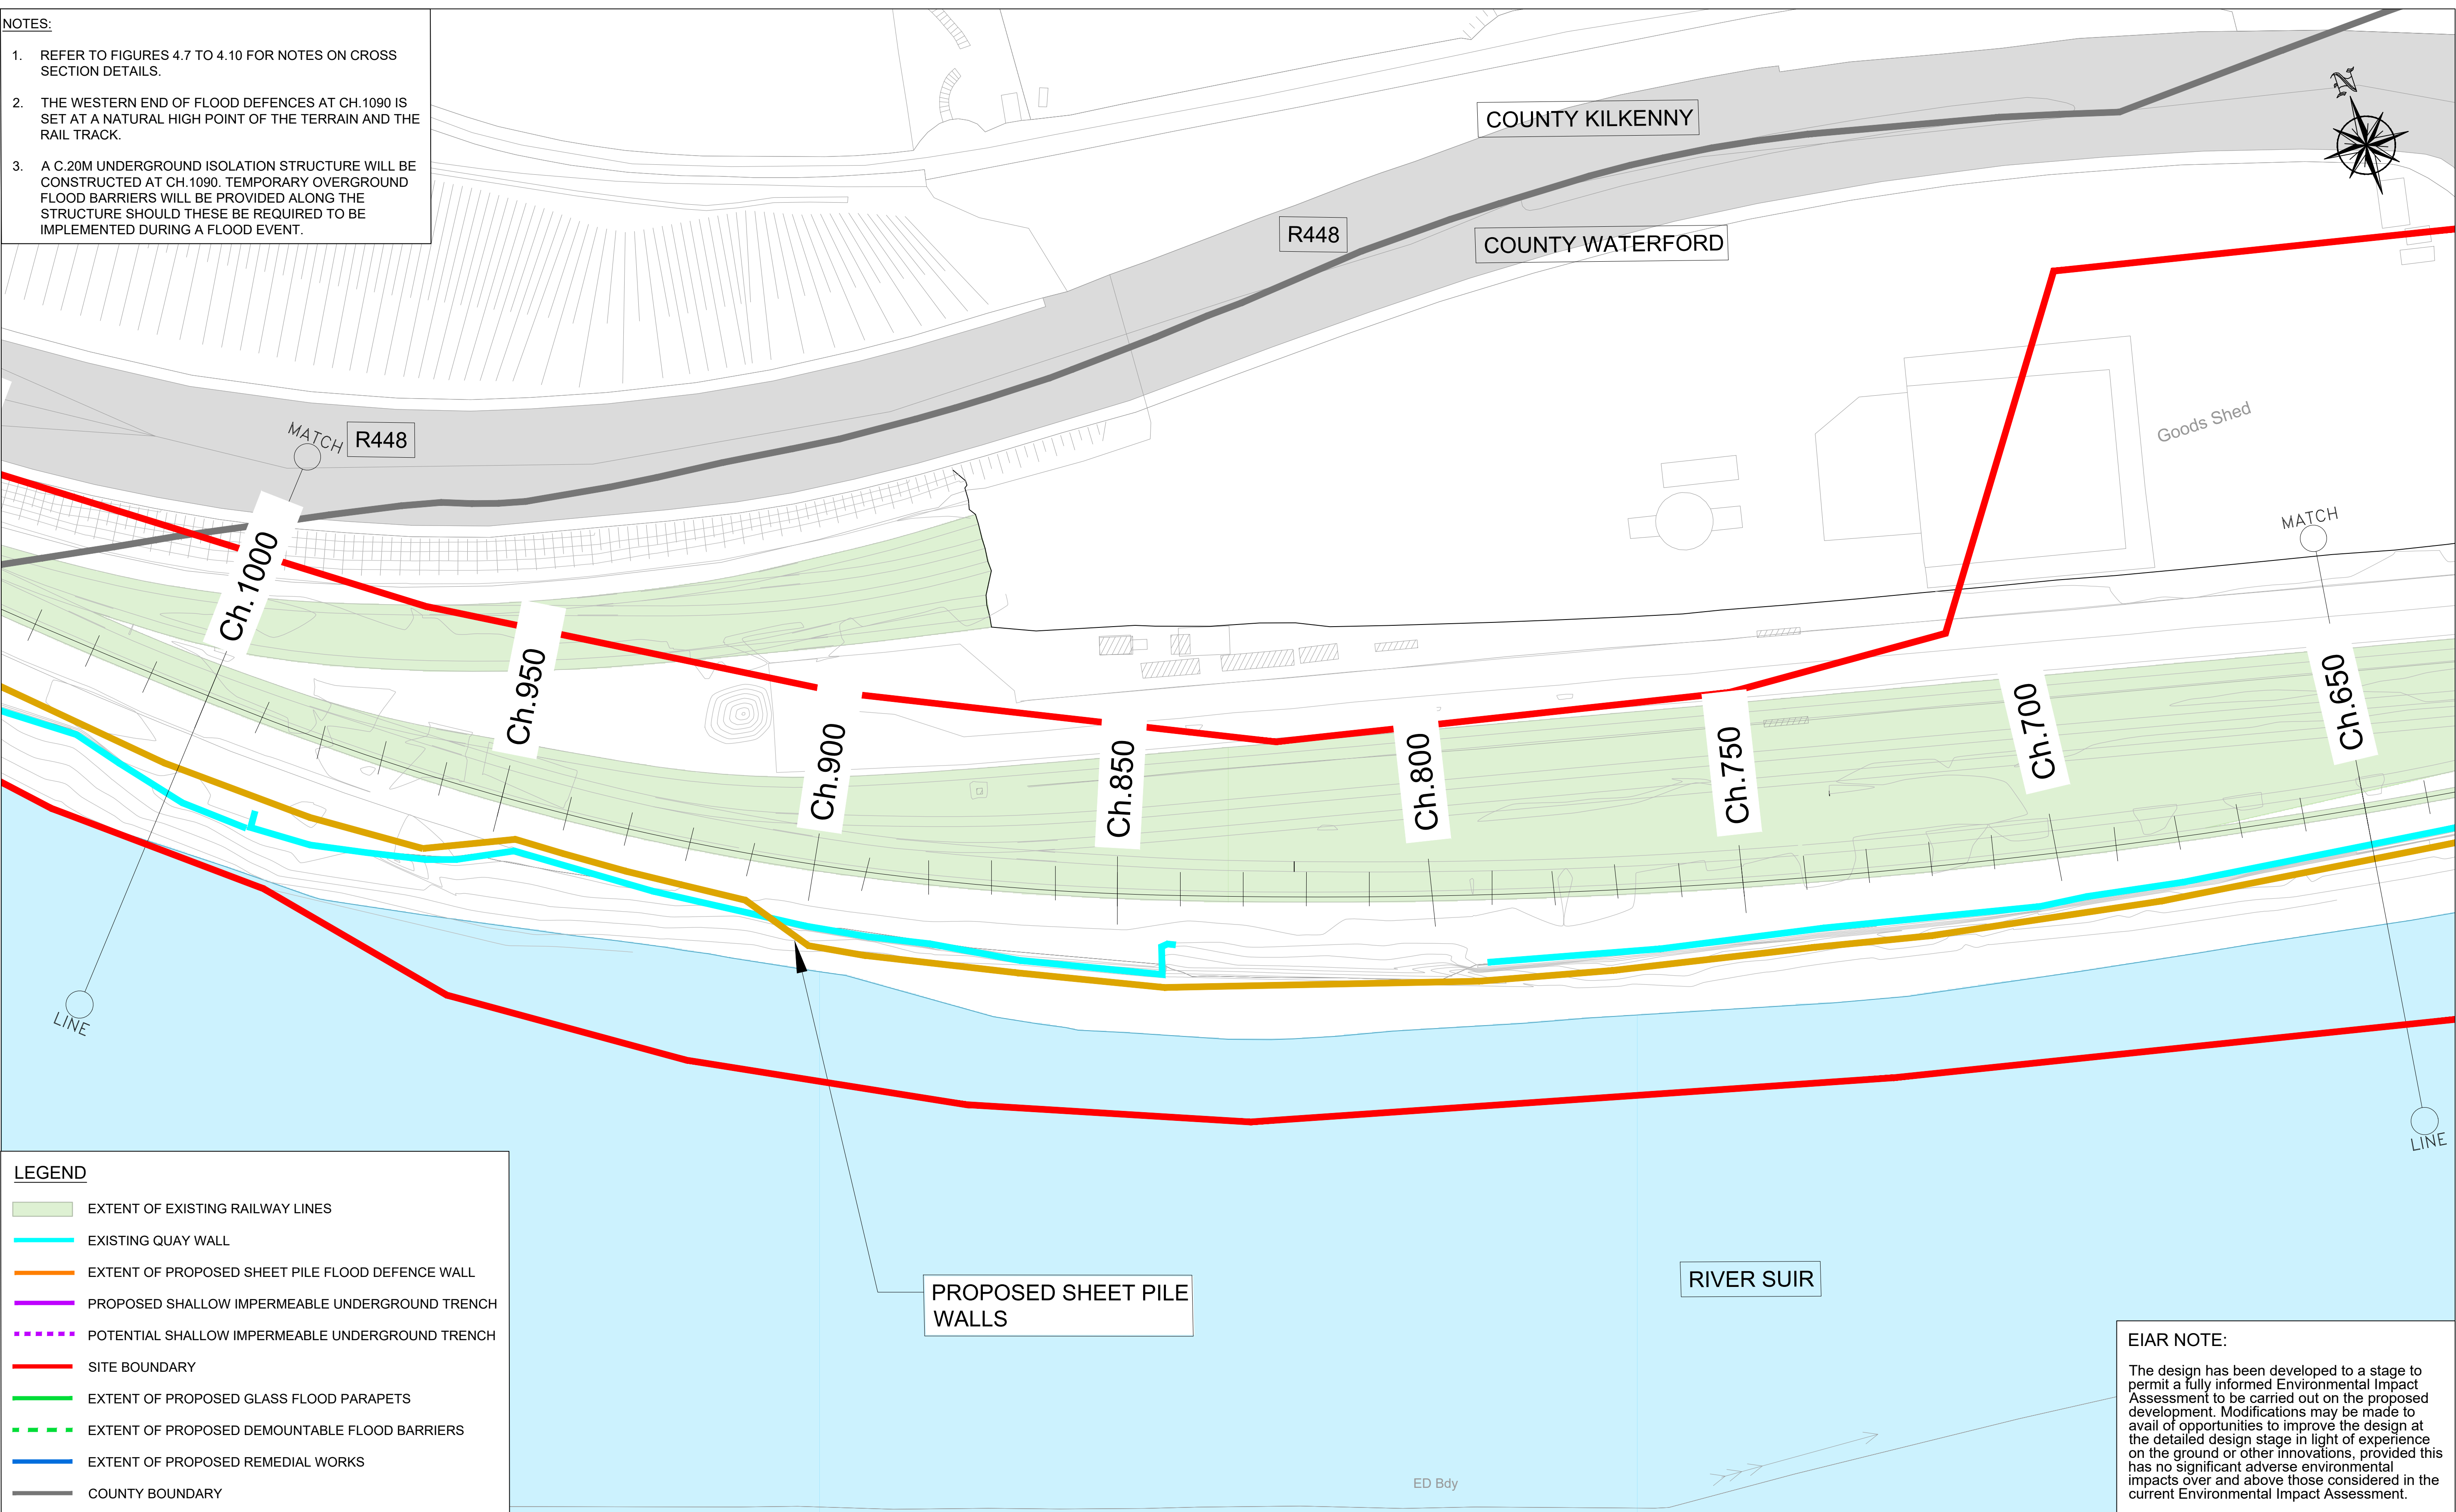 NOTES:
1. REFER TO FIGURES 4.7 TO 4.10 FOR NOTES ON CROSS
SECTION DETAILS.
2. THE WESTERN END OF FLOOD DEFENCES AT CH.1090 IS
SET AT A NATURAL HIGH POINT OF THE TERRAIN AND THE
RAIL TRACK.
3. A C.20M UNDERGROUND ISOLATION STRUCTURE WILL BE
CONSTRUCTED AT CH.1090. TEMPORARY OVERGROUND
FLOOD BARRIERS WILL BE PROVIDED ALONG THE
STRUCTURE SHOULD THESE BE REQUIRED TO BE
IMPLEMENTED DURING A FLOOD EVENT.
N
COUNTY KILKENNY
R448
COUNTY WATERFORD
MATCH
R448
Goods Shed
MATCH
Ch.1000
Ch.950
Ch.900
Ch.850
Ch.800
Ch.750
Ch.700
Ch.650
LINE
LINE
PROPOSED SHEET PILE
WALLS
RIVER SUIR
ED Bdy
LEGEND
EXTENT OF EXISTING RAILWAY LINES
EXISTING QUAY WALL
EXTENT OF PROPOSED SHEET PILE FLOOD DEFENCE WALL
PROPOSED SHALLOW IMPERMEABLE UNDERGROUND TRENCH
POTENTIAL SHALLOW IMPERMEABLE UNDERGROUND TRENCH
SITE BOUNDARY
EXTENT OF PROPOSED GLASS FLOOD PARAPETS
EXTENT OF PROPOSED DEMOUNTABLE FLOOD BARRIERS
EXTENT OF PROPOSED REMEDIAL WORKS
COUNTY BOUNDARY
EIAR NOTE:
The design has been developed to a stage to
permit a fully informed Environmental Impact
Assessment to be carried out on the proposed
development. Modifications may be made to
avail of opportunities to improve the design at
the detailed design stage in light of experience
on the ground or other innovations, provided this
has no significant adverse environmental
impacts over and above those considered in the
current Environmental Impact Assessment.